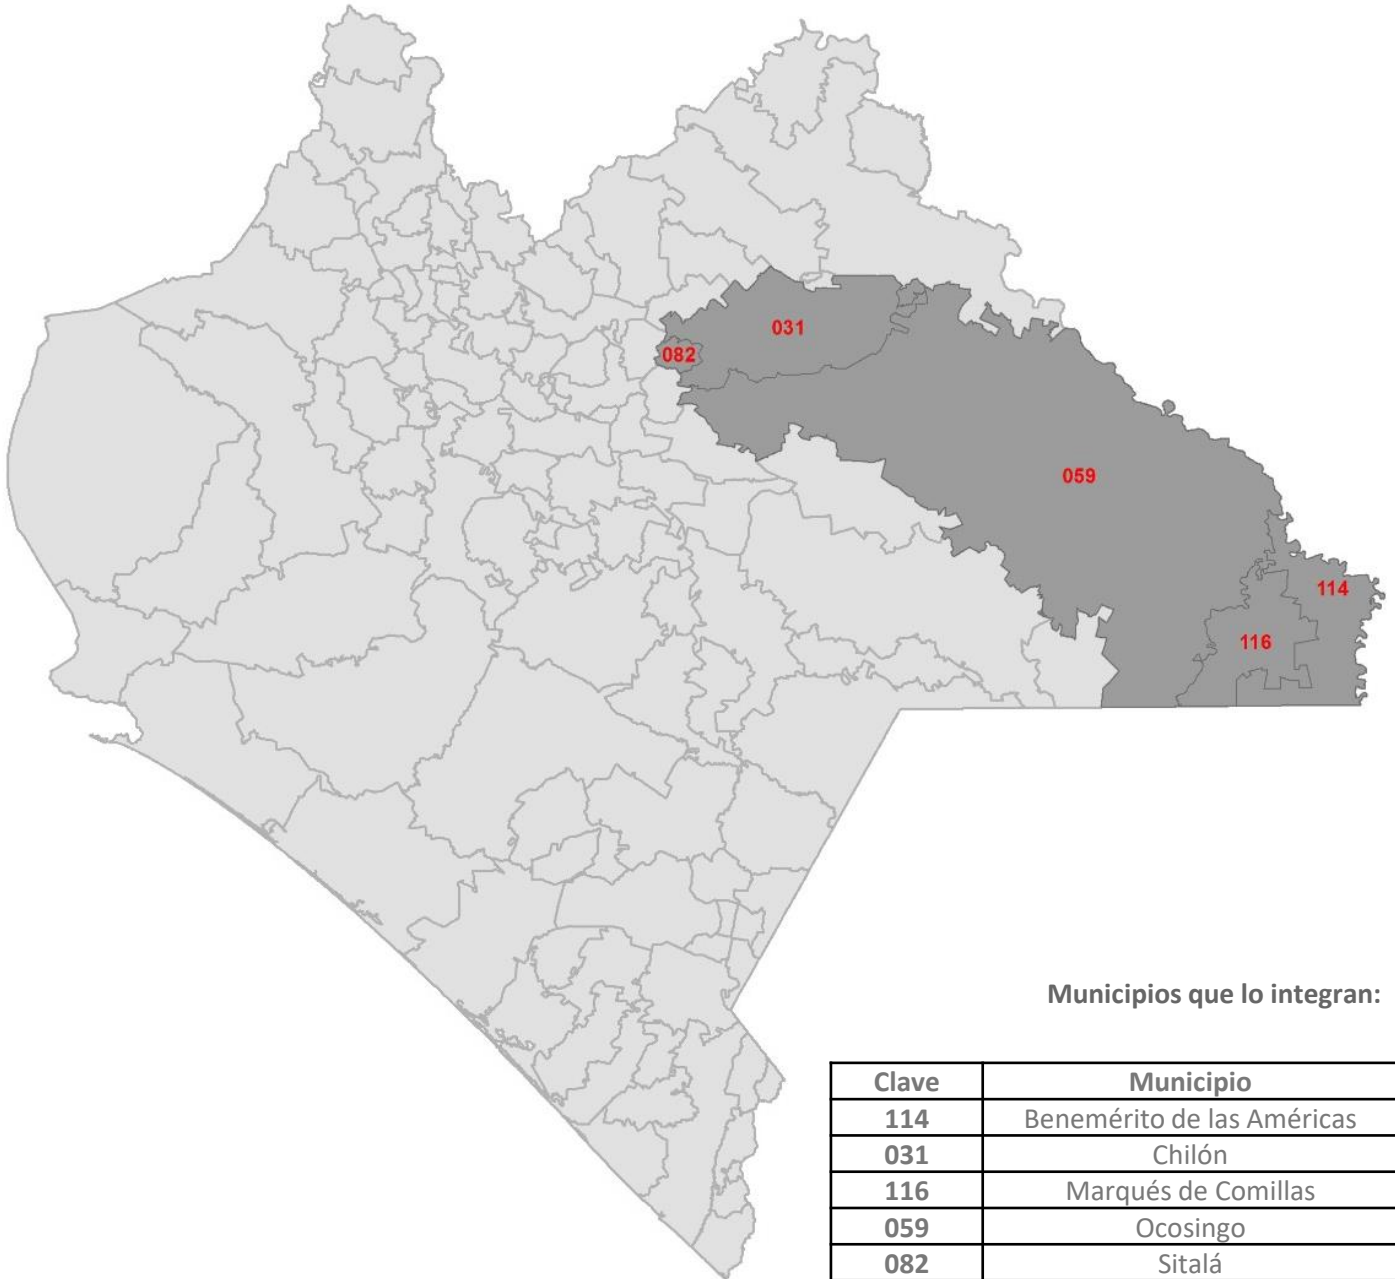 031
082
059
114
116
Municipios que lo integran:
Clave Municipio
114 Benemérito de las Américas
031 Chilón
116 Marqués de Comillas
059 Ocosingo
082 Sitalá